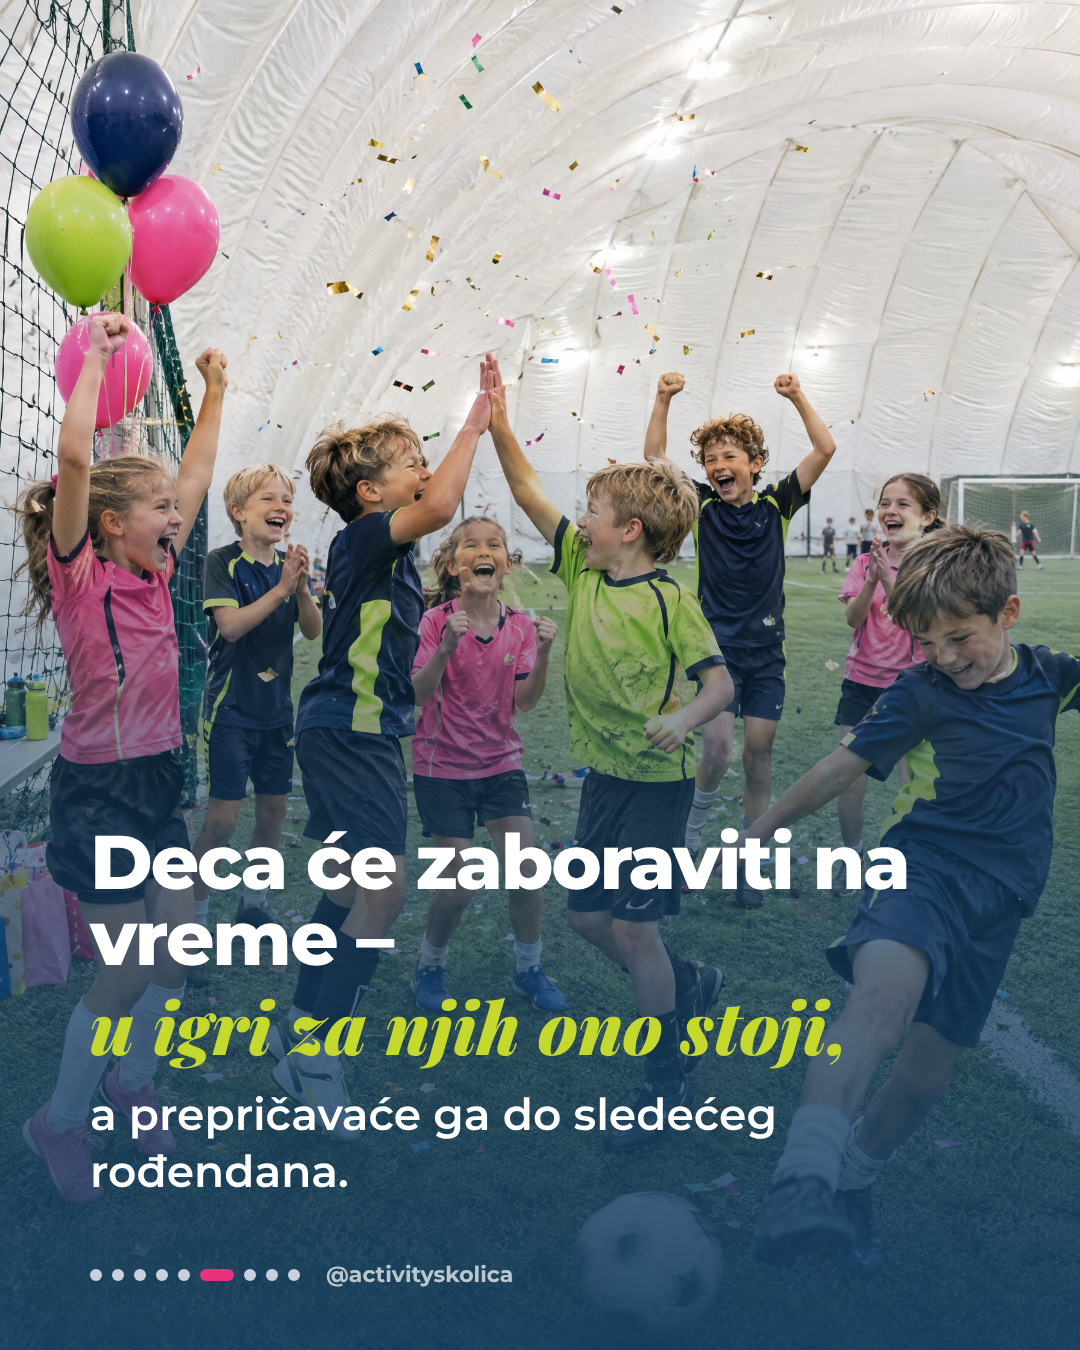 Deca će zaboraviti na
vreme –
u igri za njih ono stoji,
a prepričavaće ga do sledećeg
rođendana.
@activityskolica